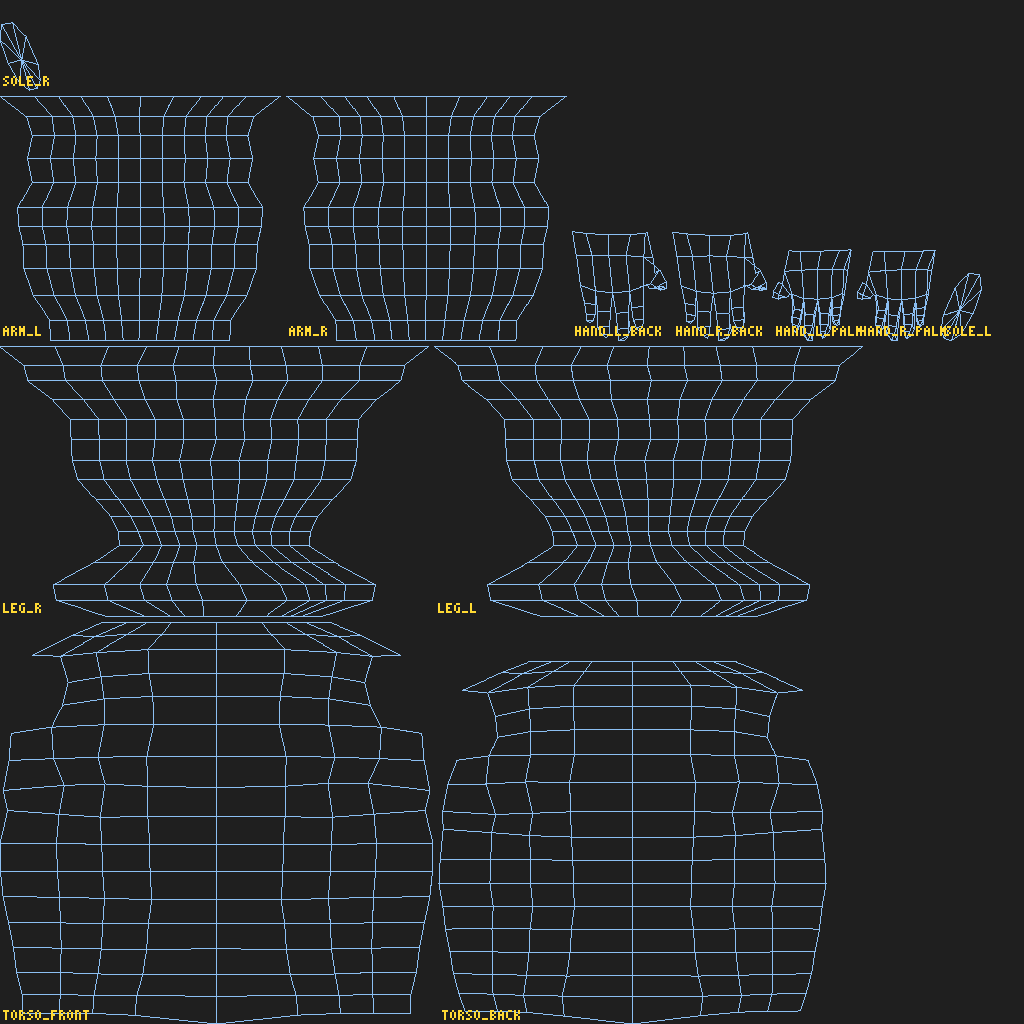 SOLE_R
ARM_L
ARM_R
HAND_L_BACK
HAND_R_BACK
HAND_L_PALM
HAND_R_PALM
SOLE_L
LEG_R
LEG_L
TORSO_FRONT
TORSO_BACK